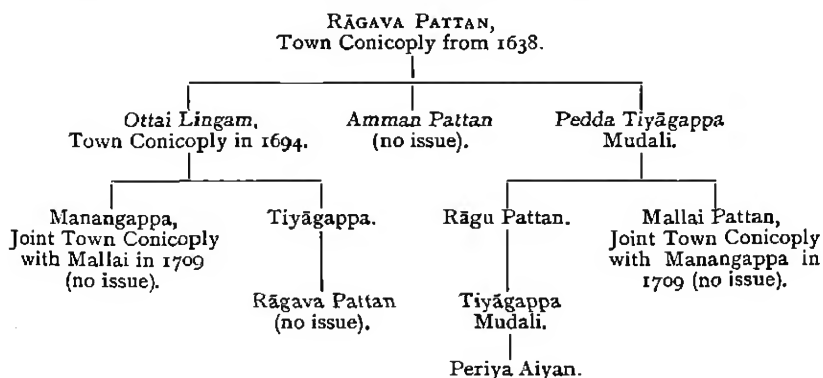 RĀGAVA PATTAN,
Town Conicoply from 1638.
Ottai Lingam,
Town Conicoply in 1694.
Amman Pattan
(no issue).
Pedda Tiyāgappa
Mudali.
Manangappa,
Joint Town Conicoply
with Mallai in 1709
(no issue).
Tiyāgappa.
Rāgu Pattan.
Mallai Pattan,
Joint Town Conicoply
with Manangappa in
1709 (no issue).
Rāgava Pattan
(no issue).
Tiyāgappa
Mudali.
Periya Aiyan.